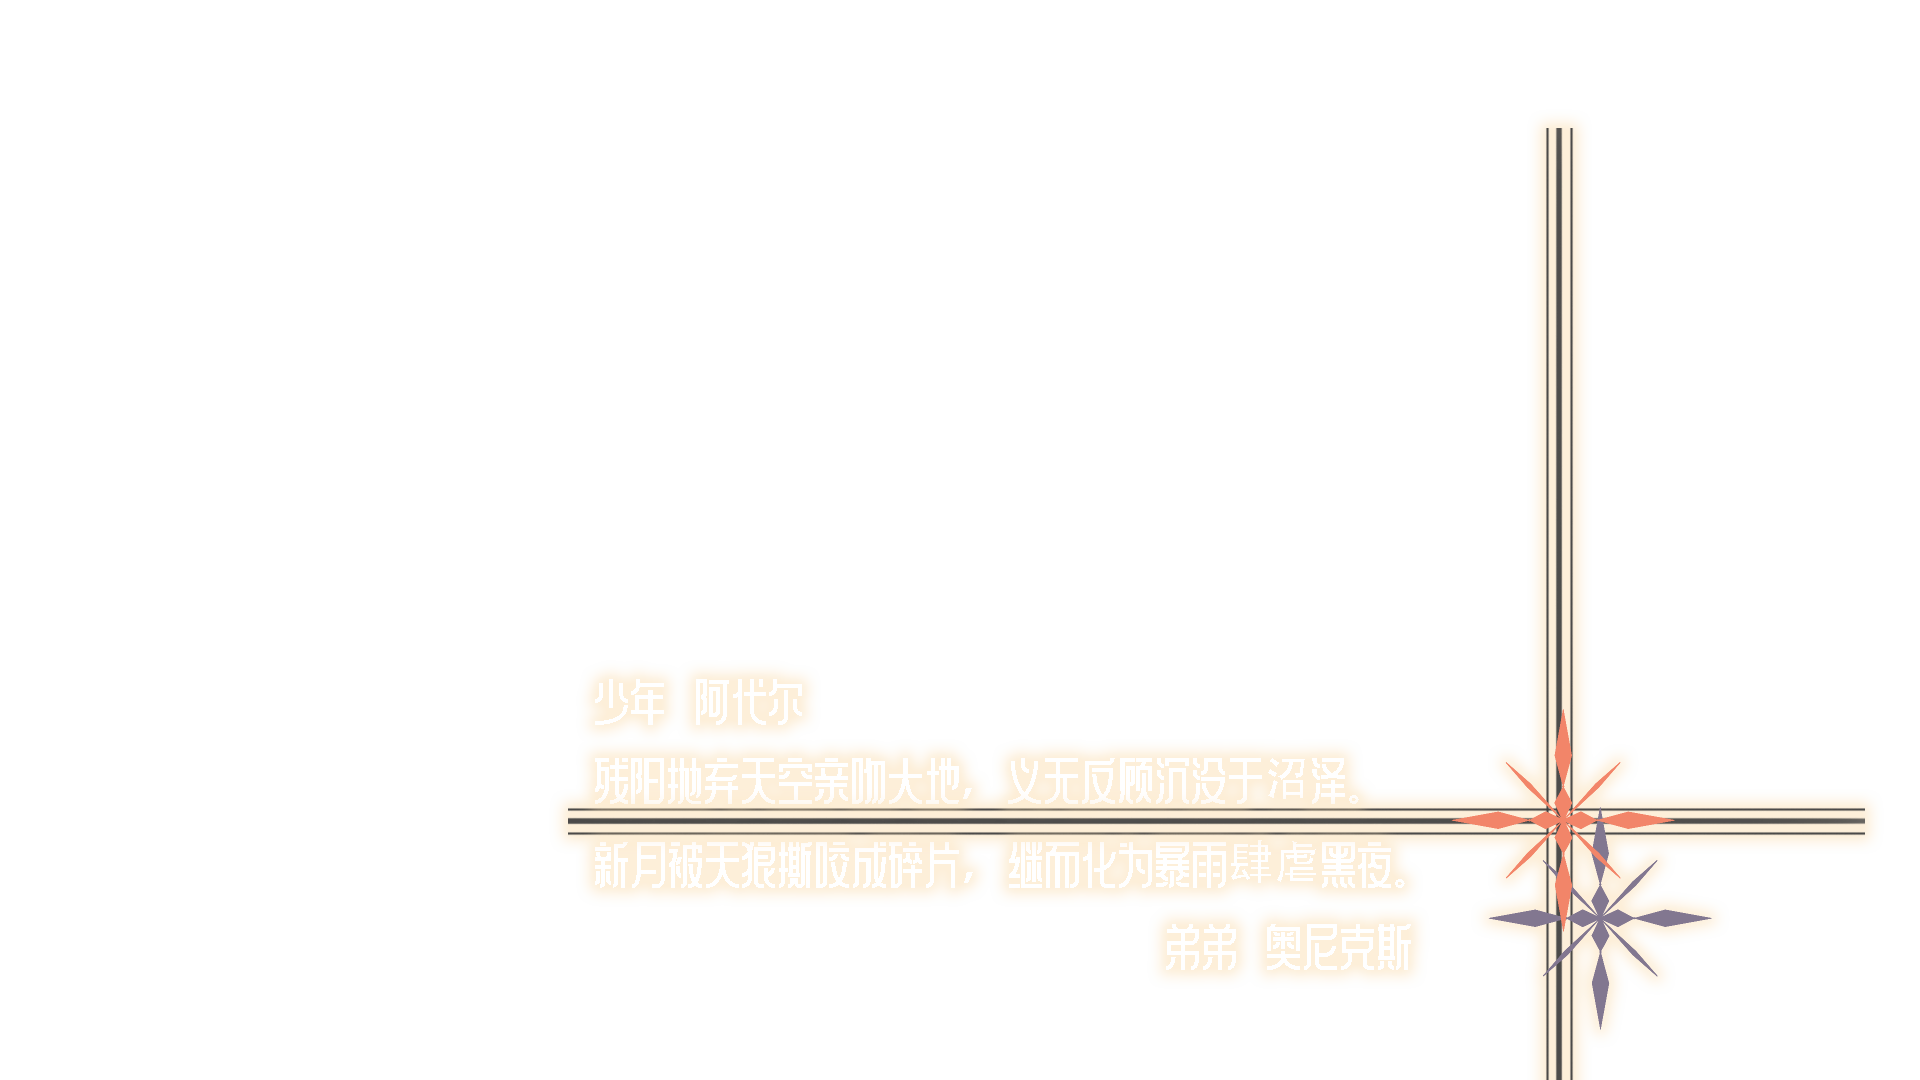 少年 阿代尔
残阳抛弃天空亲吻大地，义无反顾沉没于沼泽。
新月被天狼撕咬成碎片，继而化为暴雨肆虐黑夜。
弟弟 奥尼克斯